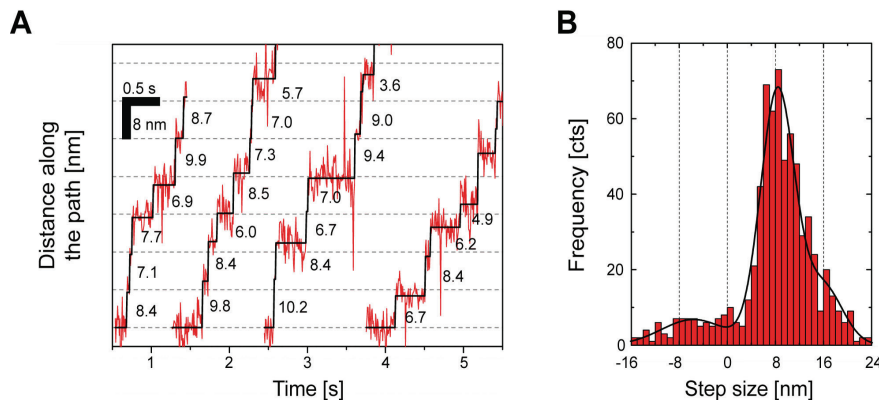 A
Distance along
the path [nm]
0.5 s
8 nm
8.7
9.9
6.9
7.7
7.1
8.4
5.7
7.0
7.3
8.5
6.0
8.4
9.8
3.6
9.0
9.4
7.0
6.7
8.4
10.2
4.9
6.2
8.4
6.7
1 2 3 4 5
Time [s]
B
Frequency [cts]
80
60
40
20
0
-16 -8 0 8 16 24
Step size [nm]